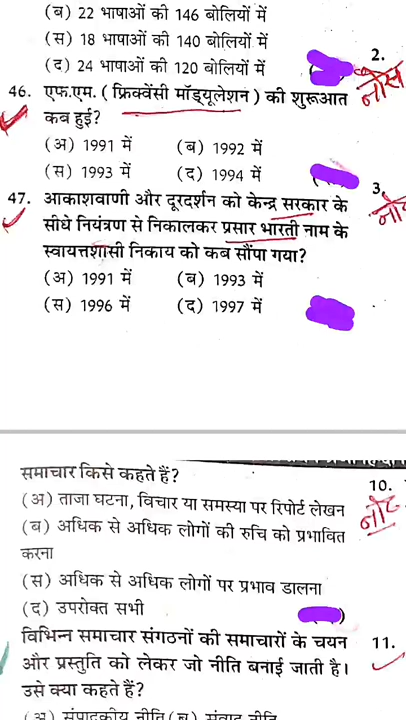 (ब) 22 भाषाओं की 146 बोलियों में
(स) 18 भाषाओं की 140 बोलियों में
(द) 24 भाषाओं की 120 बोलियों में
46. एफ.एम. ( फ्रिक्वेंसी मॉड्यूलेशन ) की शुरूआत
कब हुई?
(अ) 1991 में (ब) 1992 में
(स) 1993 में (द) 1994 में
47. आकाशवाणी और दूरदर्शन को केन्द्र सरकार के
सीधे नियंत्रण से निकालकर प्रसार भारती नाम के
स्वायत्तशासी निकाय को कब सौंपा गया?
(अ) 1991 में (ब) 1993 में
(स) 1996 में (द) 1997 में
2.
नोट्स
3.
समाचार किसे कहते हैं?
(अ) ताजा घटना, विचार या समस्या पर रिपोर्ट लेखन
(ब) अधिक से अधिक लोगों की रुचि को प्रभावित
करना
(स) अधिक से अधिक लोगों पर प्रभाव डालना
(द) उपरोक्त सभी
विभिन्न समाचार संगठनों की समाचारों के चयन
और प्रस्तुति को लेकर जो नीति बनाई जाती है।
उसे क्या कहते हैं?
(अ) संपादकीय नीति (ब) संवाद नीति
10.
नोट
11.